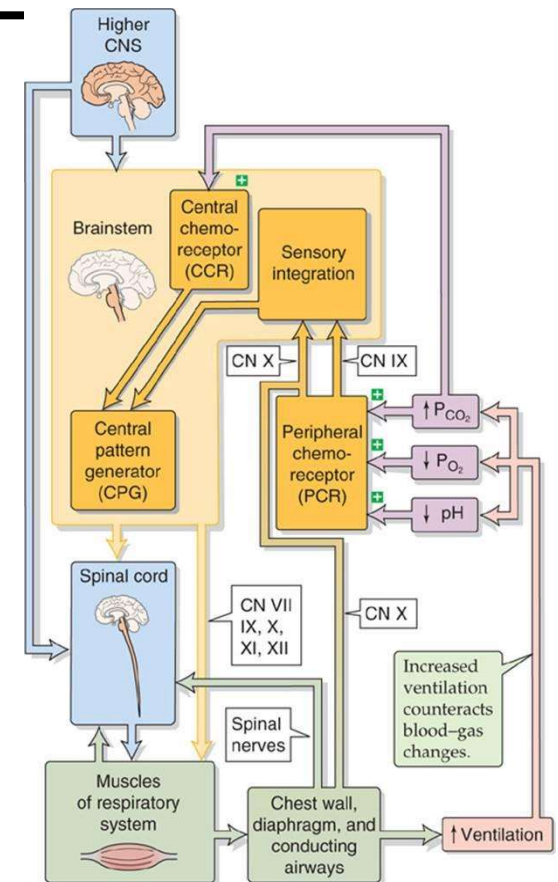 Higher
CNS
Brainstem
Central
chemo-
receptor
(CCR)
Sensory
integration
CN X
CN IX
Central
pattern
generator
(CPG)
Peripheral
chemo-
receptor
(PCR)
↑ PCO₂
↓ PO₂
↓ pH
Spinal cord
CN VII
IX, X,
XI, XII
CN X
Increased
ventilation
counteracts
blood–gas
changes.
Spinal
nerves
Muscles
of respiratory
system
Chest wall,
diaphragm, and
conducting
airways
↑ Ventilation